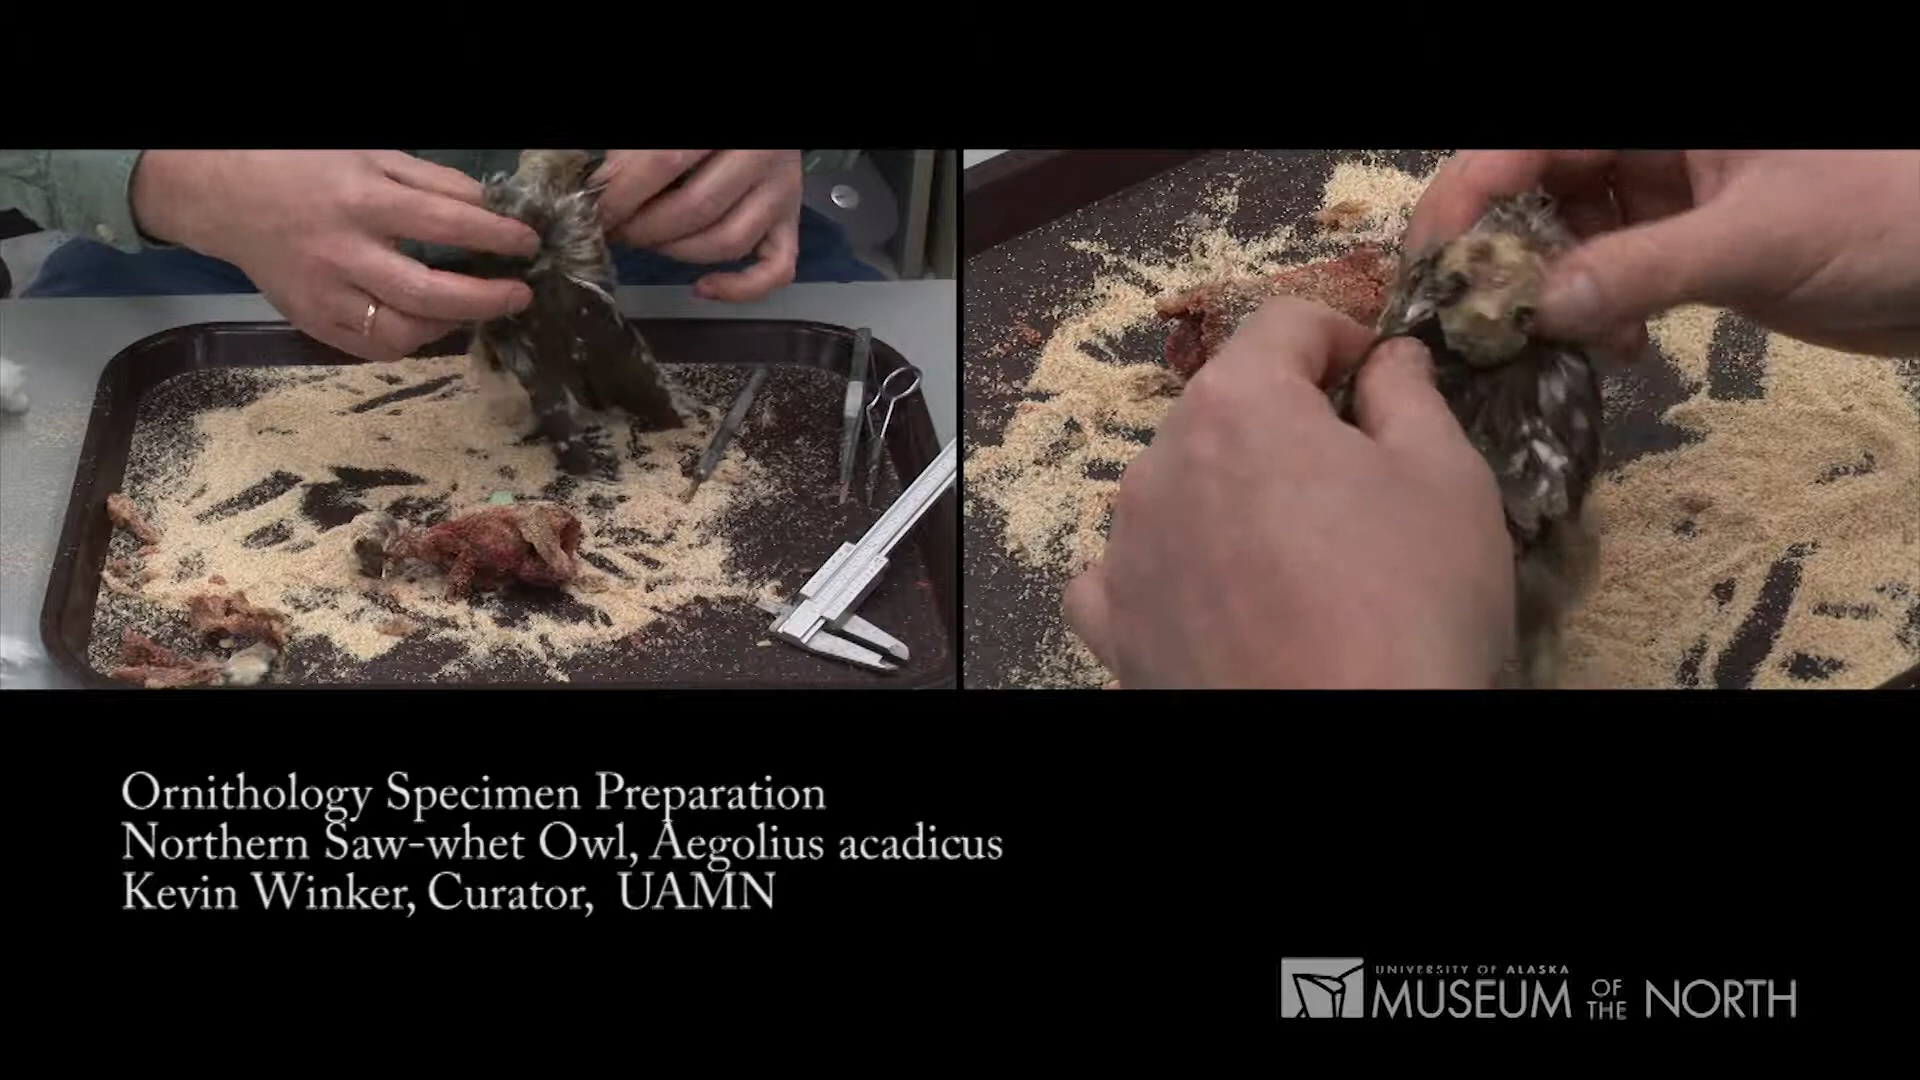 Ornithology Specimen Preparation
Northern Saw-whet Owl, Aegolius acadicus
Kevin Winker, Curator, UAMN
UNIVERSITY OF ALASKA
MUSEUM OF THE NORTH